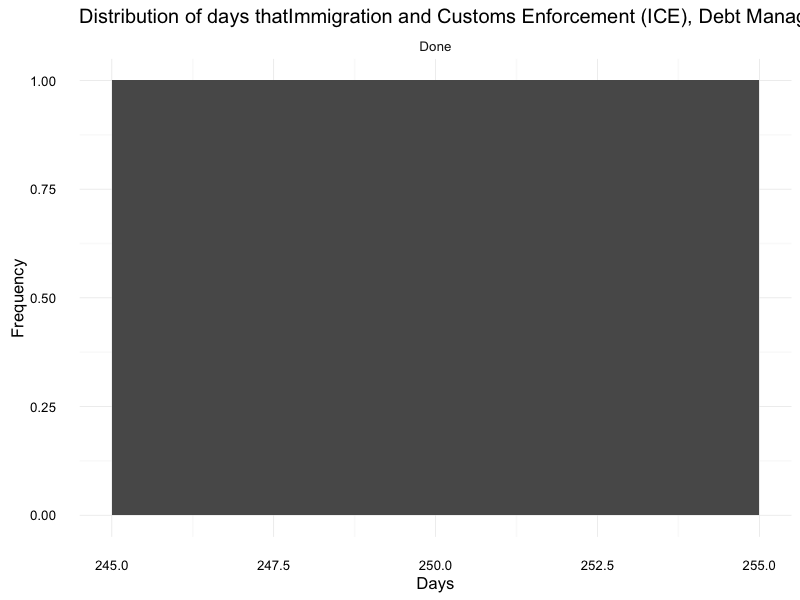 Distribution of days thatImmigration and Customs Enforcement (ICE), Debt Manag
Done
1.00
0.75
0.50
0.25
0.00
Frequency
245.0 247.5 250.0 252.5 255.0
Days